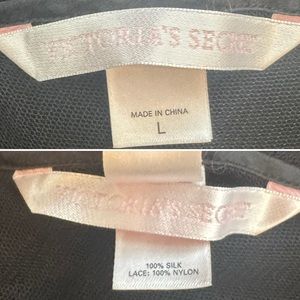 VICTORIA'S SECRET
MADE IN CHINA
L
VICTORIA'S SECRET
100% SILK
LACE: 100% NYLON